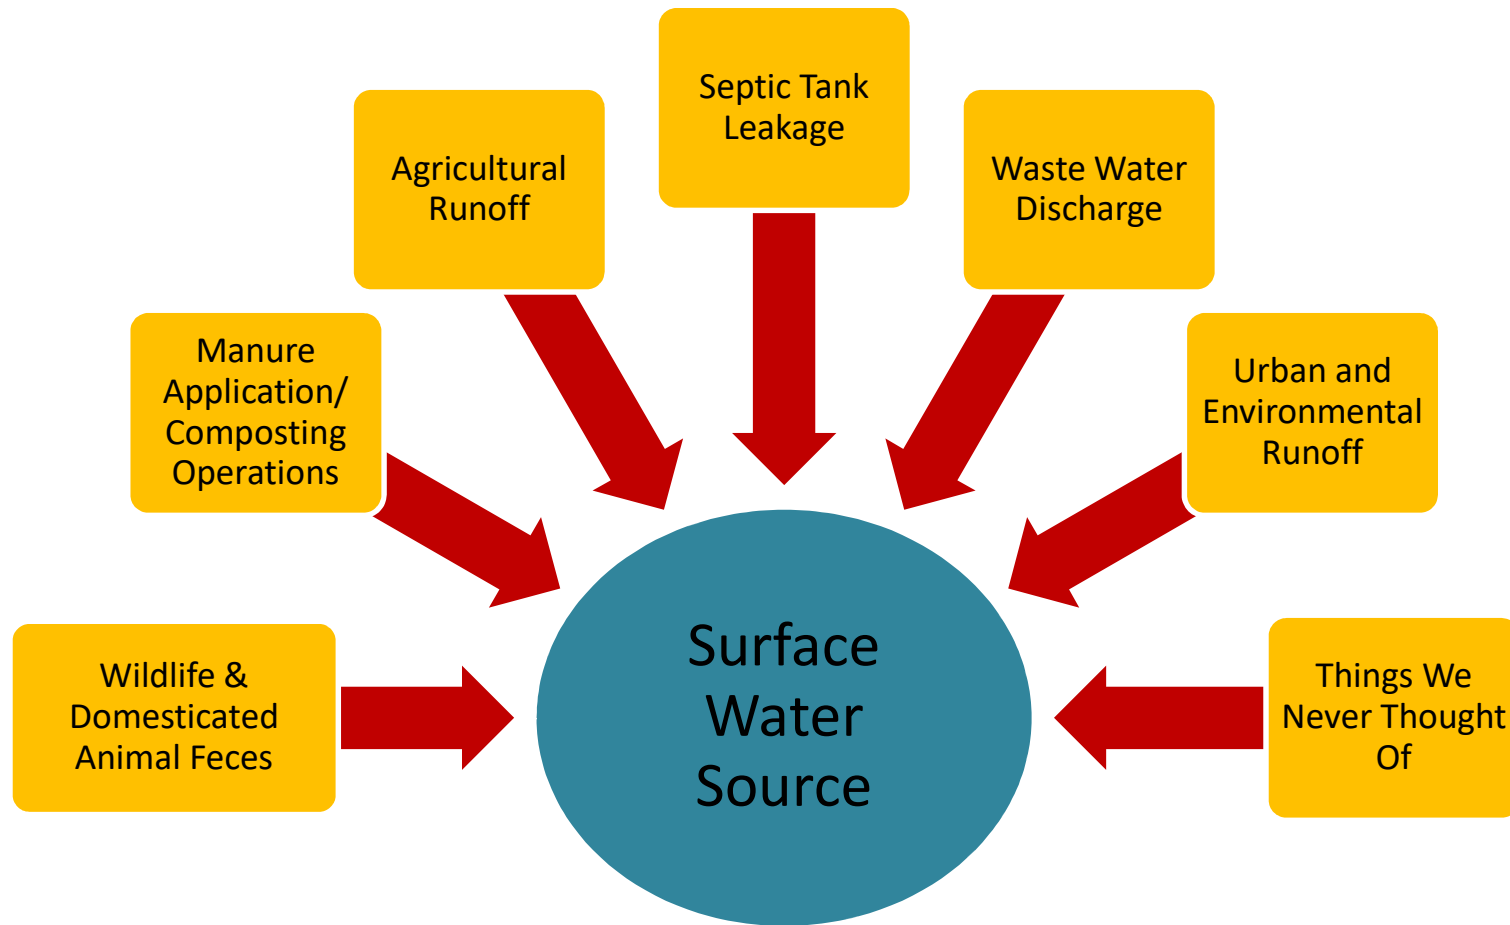 Septic Tank
Leakage
Agricultural
Runoff
Waste Water
Discharge
Manure
Application/
Composting
Operations
Urban and
Environmental
Runoff
Wildlife &
Domesticated
Animal Feces
Surface
Water
Source
Things We
Never Thought
Of